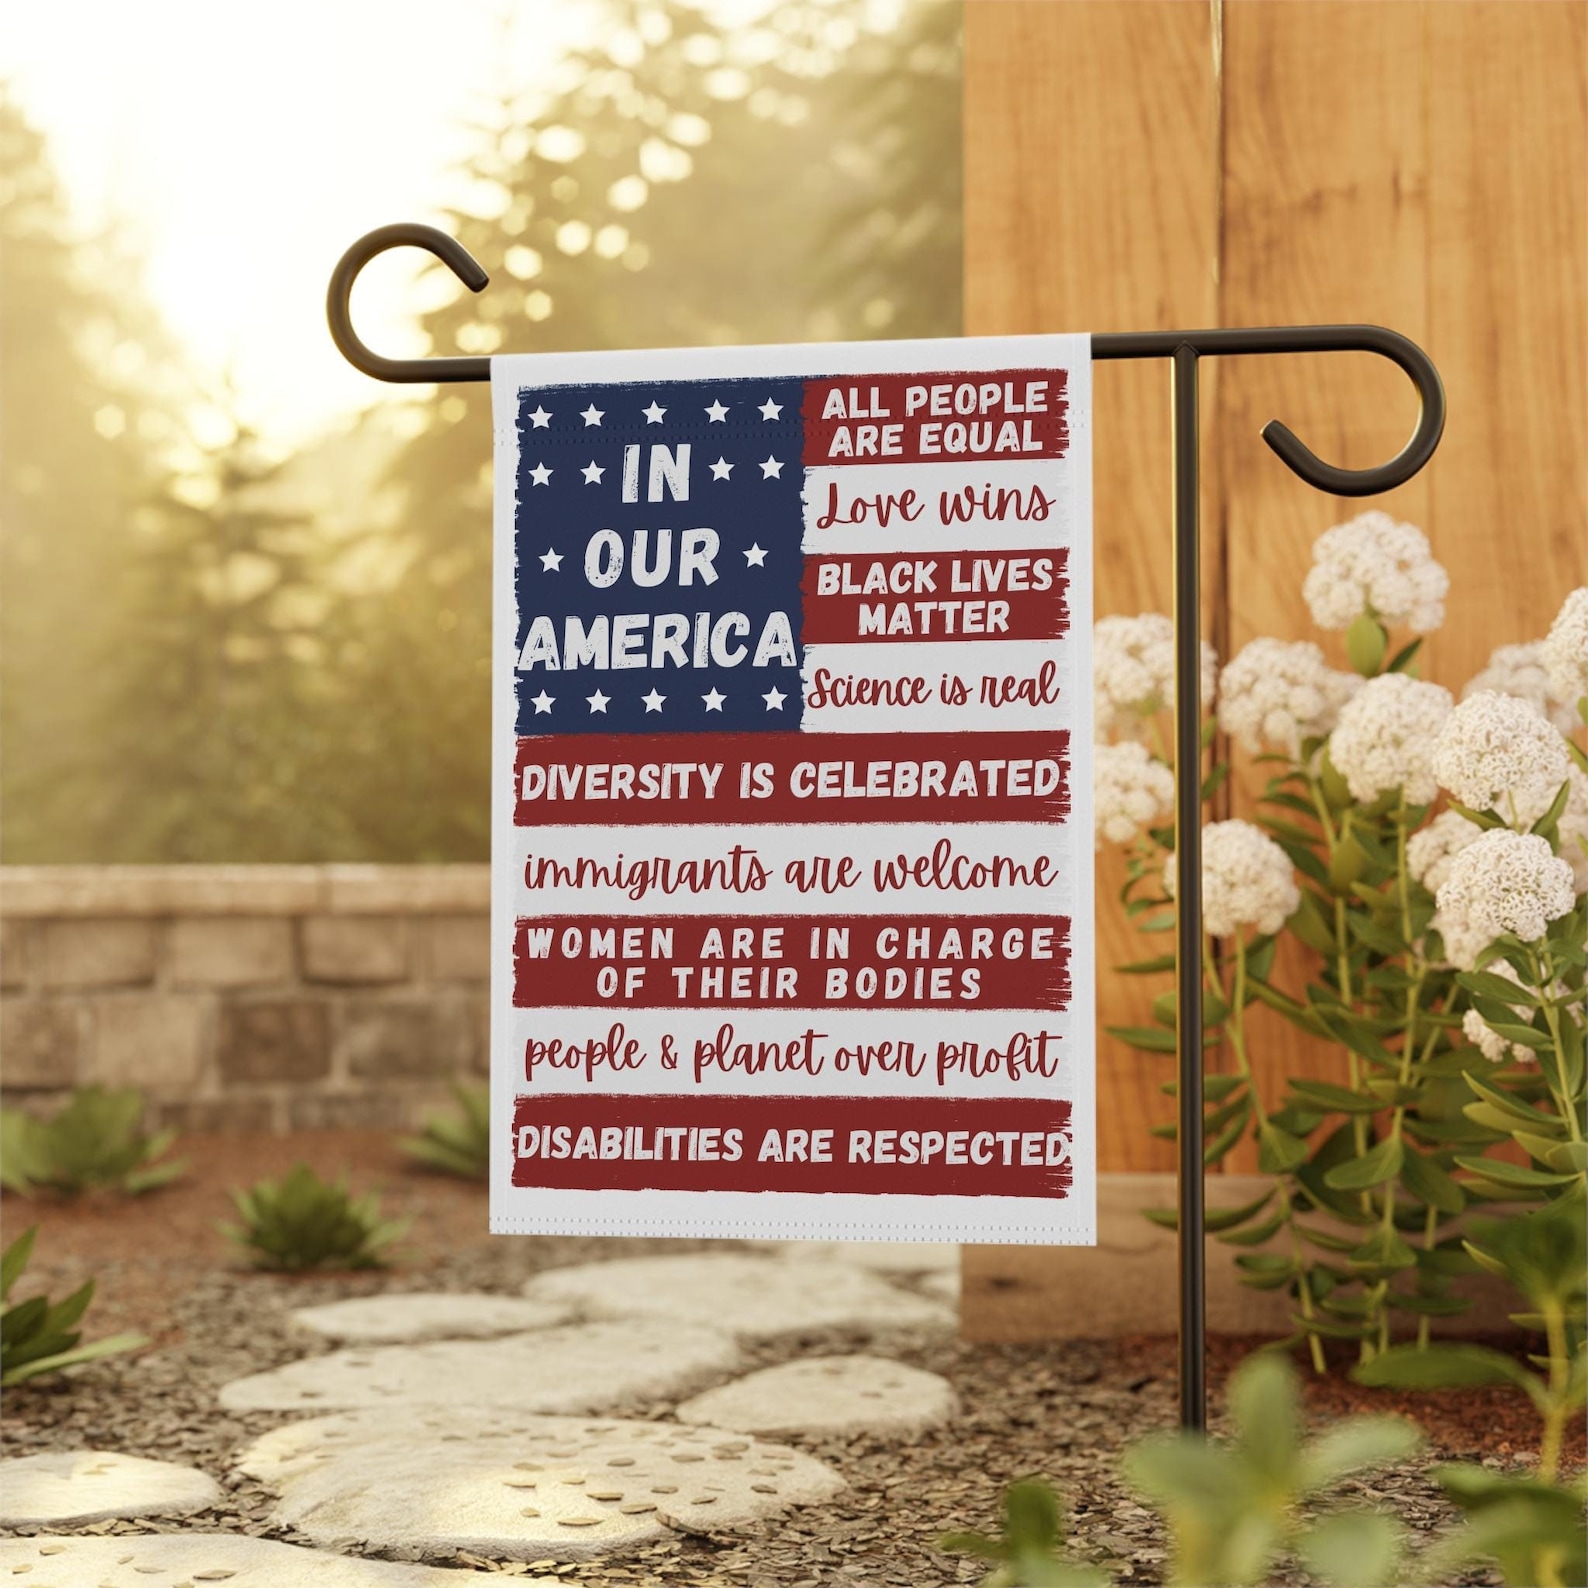 IN
OUR
AMERICA
ALL PEOPLE
ARE EQUAL
Love wins
BLACK LIVES
MATTER
Science is real
DIVERSITY IS CELEBRATED
immigrants are welcome
WOMEN ARE IN CHARGE
OF THEIR BODIES
people & planet over profit
DISABILITIES ARE RESPECTED